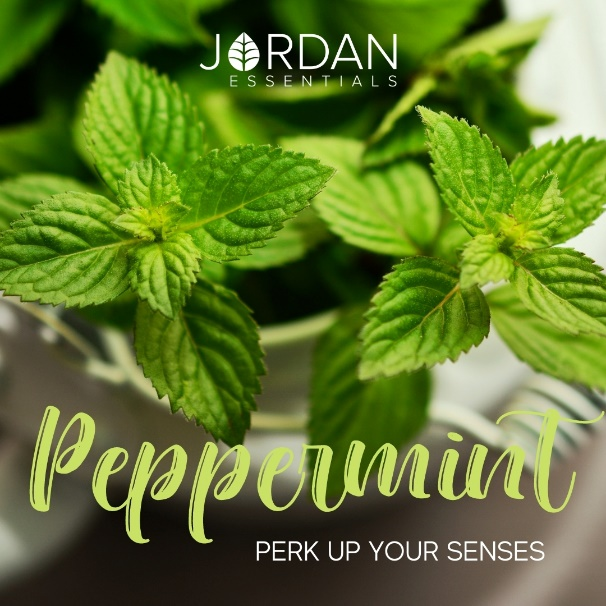 JORDAN
ESSENTIALS
Peppermint
PERK UP YOUR SENSES